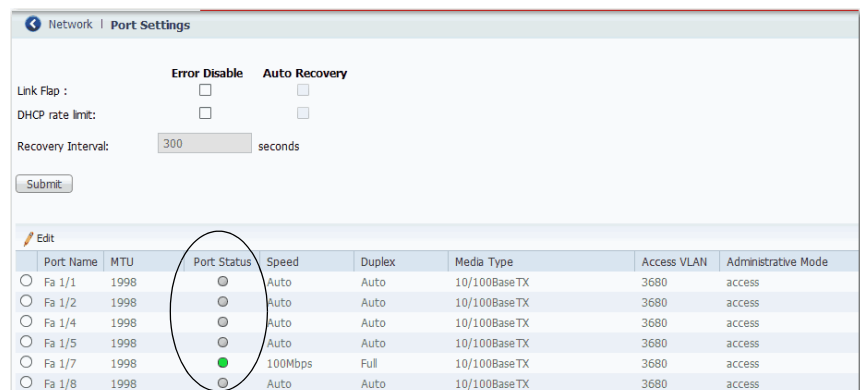 Network | Port Settings
Error Disable Auto Recovery
Link Flap :
DHCP rate limit:
Recovery Interval: 300 seconds
Submit
Edit
Port Name MTU Port Status Speed Duplex Media Type Access VLAN Administrative Mode
Fa 1/1 1998 Auto Auto 10/100BaseTX 3680 access
Fa 1/2 1998 Auto Auto 10/100BaseTX 3680 access
Fa 1/4 1998 Auto Auto 10/100BaseTX 3680 access
Fa 1/5 1998 Auto Auto 10/100BaseTX 3680 access
Fa 1/7 1998 100Mbps Full 10/100BaseTX 3680 access
Fa 1/8 1998 Auto Auto 10/100BaseTX 3680 access